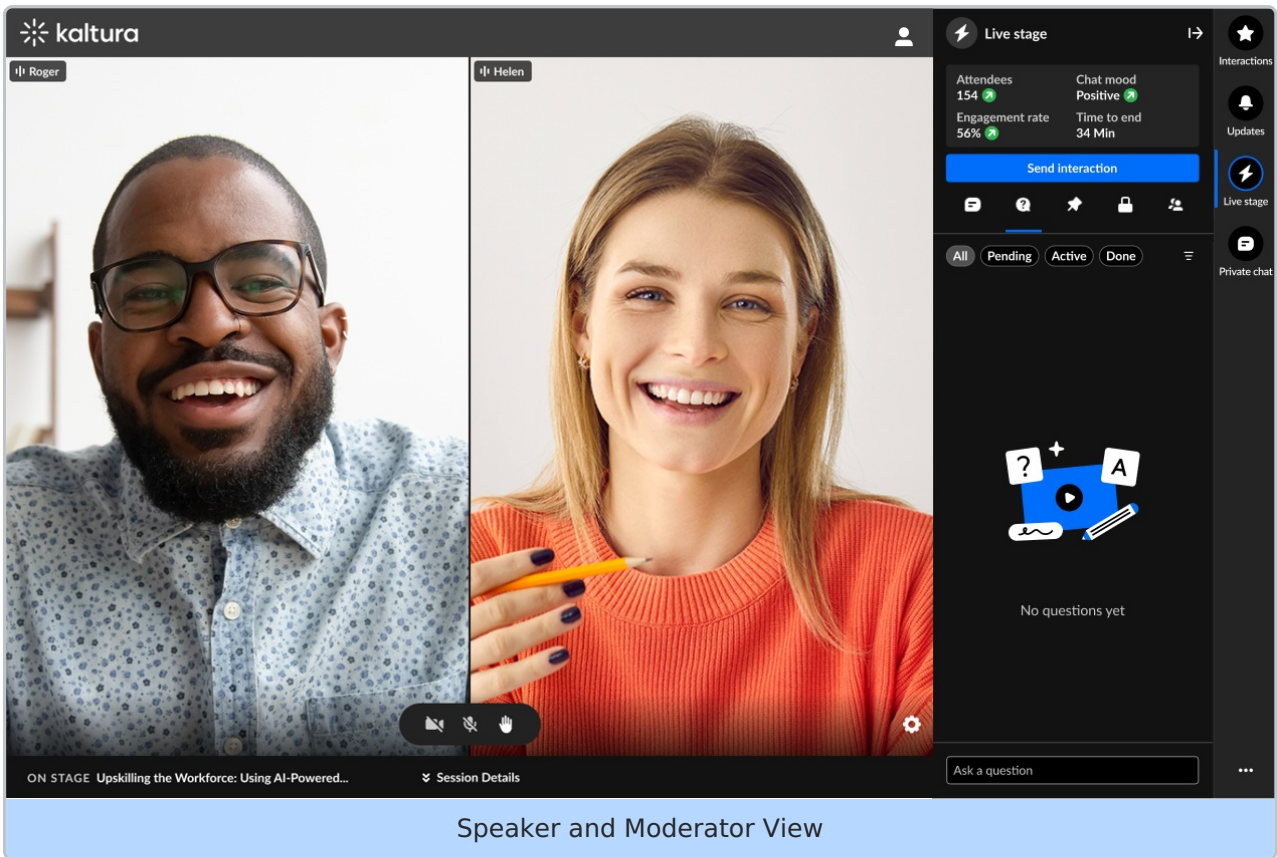 kaltura
Roger
Helen
Live stage
Attendees
154
Chat mood
Positive
Engagement rate
56%
Time to end
34 Min
Send interaction
All
Pending
Active
Done
?
A
No questions yet
Ask a question
Interactions
Updates
Live stage
Private chat
ON STAGE Upskilling the Workforce: Using AI-Powered...
Session Details
Speaker and Moderator View